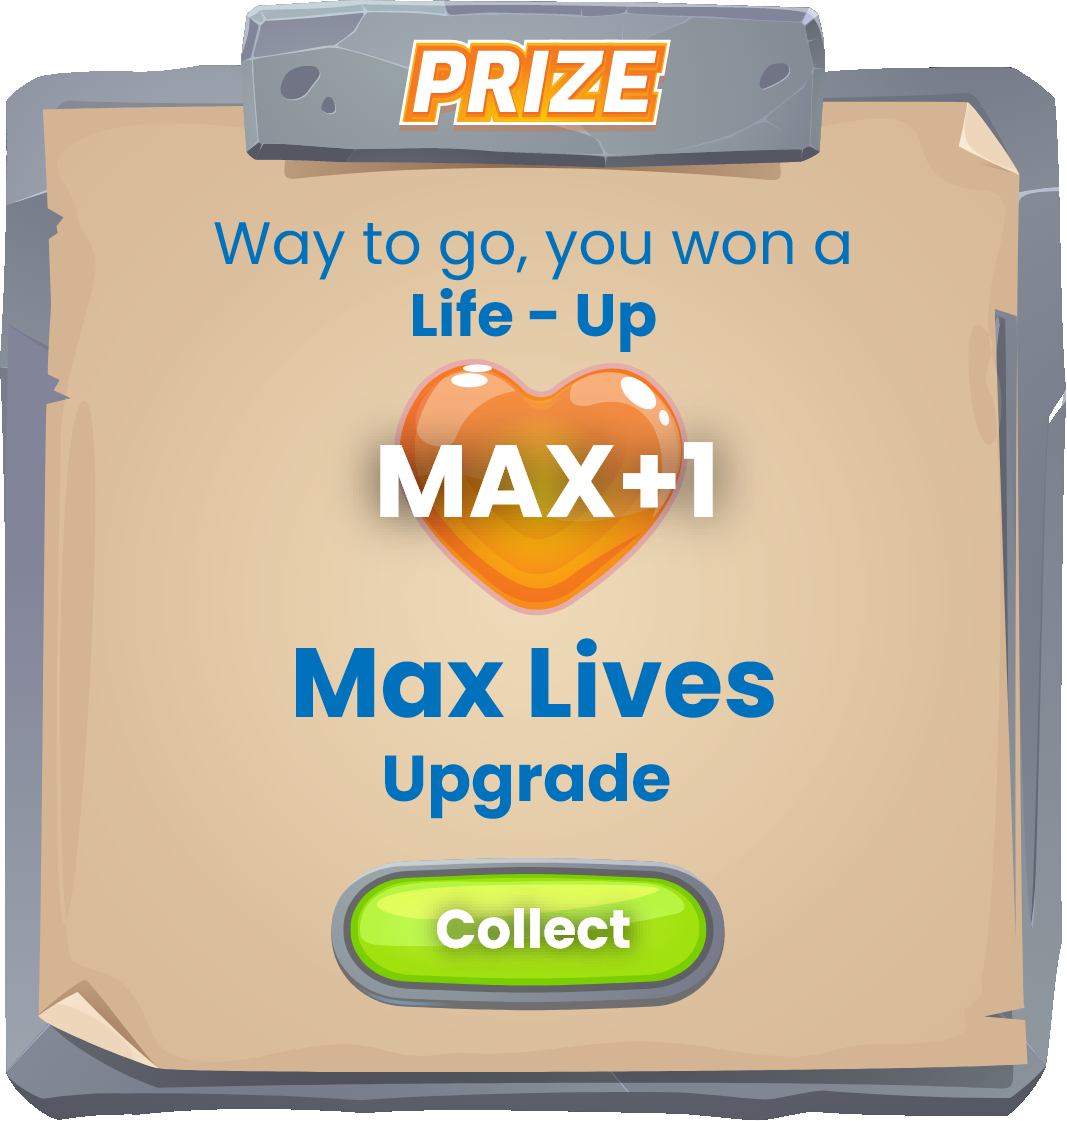 PRIZE
Way to go, you won a
Life - Up
MAX+1
Max Lives
Upgrade
Collect